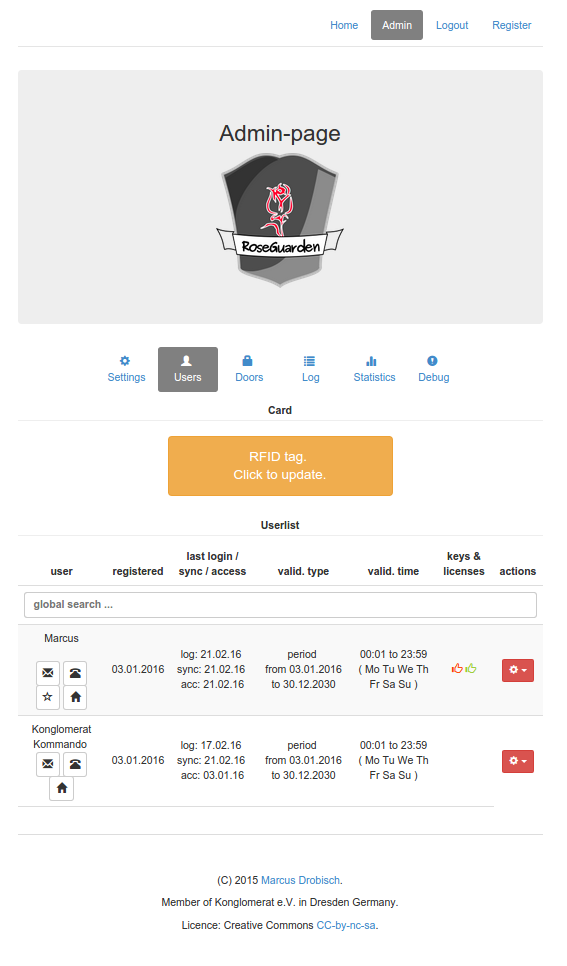 Home Admin Logout Register
Admin-page
RoseGuarden
Settings Users Doors Log Statistics Debug
Card
RFID tag.
Click to update.
Userlist
user registered last login / sync / access valid. type valid. time keys & licenses actions
global search ...
Marcus
03.01.2016
log: 21.02.16
sync: 21.02.16
acc: 21.02.16
period
from 03.01.2016
to 30.12.2030
00:01 to 23:59
( Mo Tu We Th
Fr Sa Su )
Konglomerat
Kommando
03.01.2016
log: 17.02.16
sync: 21.02.16
acc: 03.01.16
period
from 03.01.2016
to 30.12.2030
00:01 to 23:59
( Mo Tu We Th
Fr Sa Su )
(C) 2015 Marcus Drobisch.
Member of Konglomerat e.V. in Dresden Germany.
Licence: Creative Commons CC-by-nc-sa.